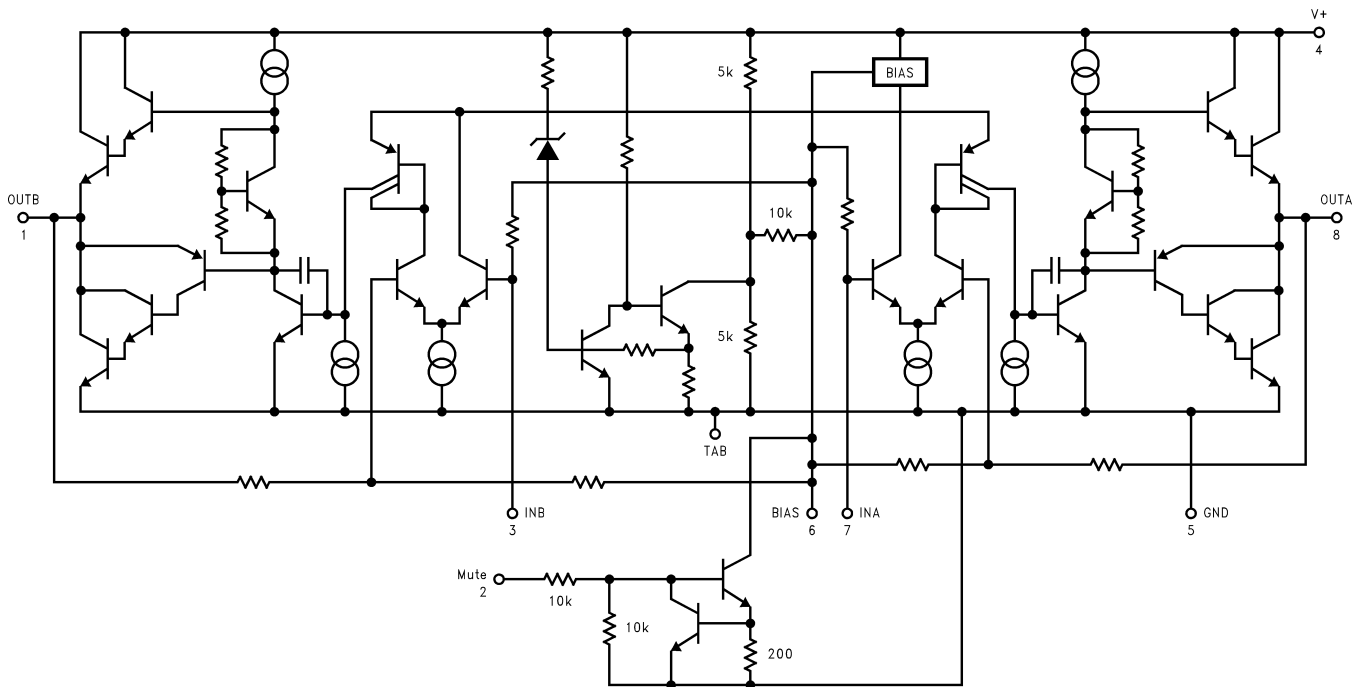 V+
4
5k
BIAS
OUTB
1
10k
OUTA
8
5k
TAB
INB
3
BIAS
6
INA
7
GND
5
Mute
2
10k
10k
200